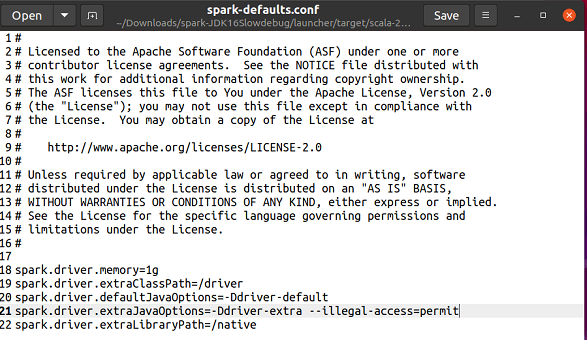 Open
spark-defaults.conf
~/Downloads/spark-JDK16Slowdebug/launcher/target/scala-2...
Save
1 #
2 # Licensed to the Apache Software Foundation (ASF) under one or more
3 # contributor license agreements.  See the NOTICE file distributed with
4 # this work for additional information regarding copyright ownership.
5 # The ASF licenses this file to You under the Apache License, Version 2.0
6 # (the "License"); you may not use this file except in compliance with
7 # the License.  You may obtain a copy of the License at
8 #
9 #    http://www.apache.org/licenses/LICENSE-2.0
10 #
11 # Unless required by applicable law or agreed to in writing, software
12 # distributed under the License is distributed on an "AS IS" BASIS,
13 # WITHOUT WARRANTIES OR CONDITIONS OF ANY KIND, either express or implied.
14 # See the License for the specific language governing permissions and
15 # limitations under the License.
16 #
17
18 spark.driver.memory=1g
19 spark.driver.extraClassPath=/driver
20 spark.driver.defaultJavaOptions=-Ddriver-default
21 spark.driver.extraJavaOptions=-Ddriver-extra --illegal-access=permit
22 spark.driver.extraLibraryPath=/native